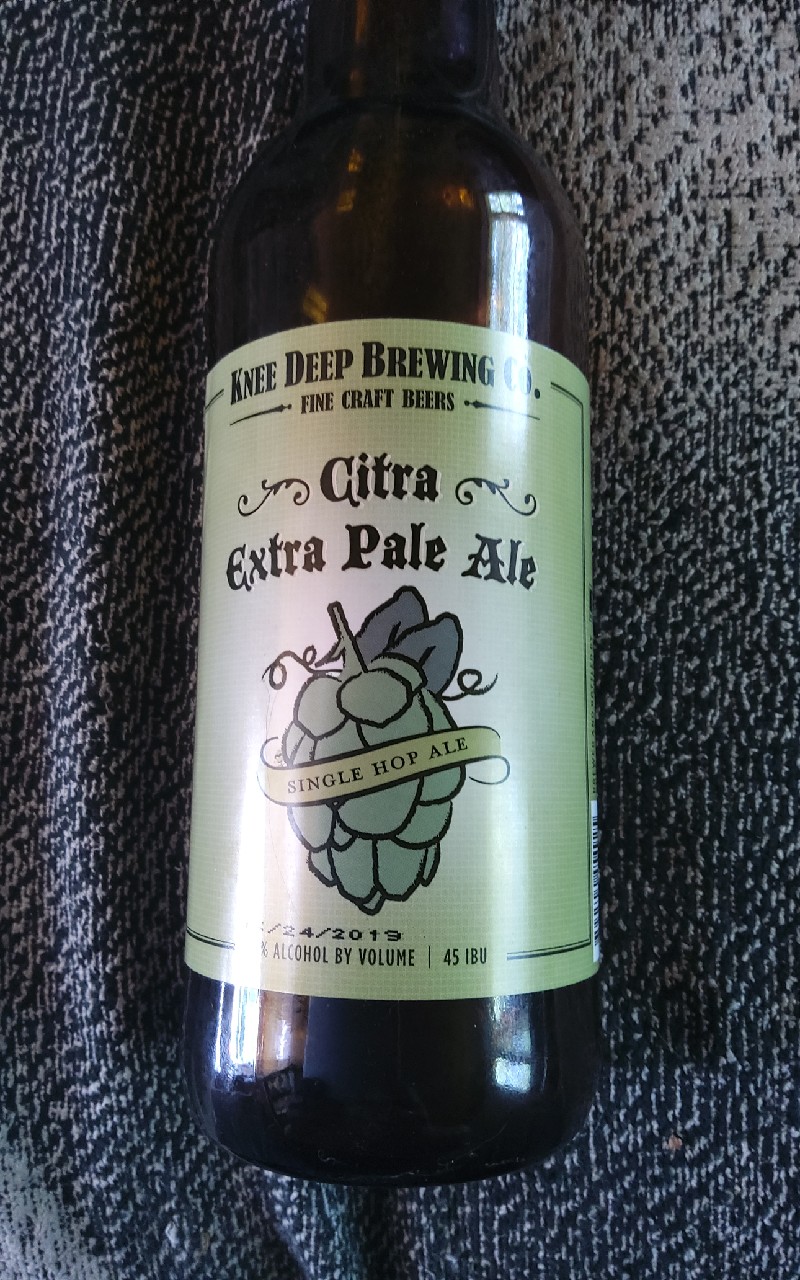 KNEE DEEP BREWING CO.
FINE CRAFT BEERS
Citra
Extra Pale Ale
SINGLE HOP ALE
/24/2019
% ALCOHOL BY VOLUME | 45 IBU